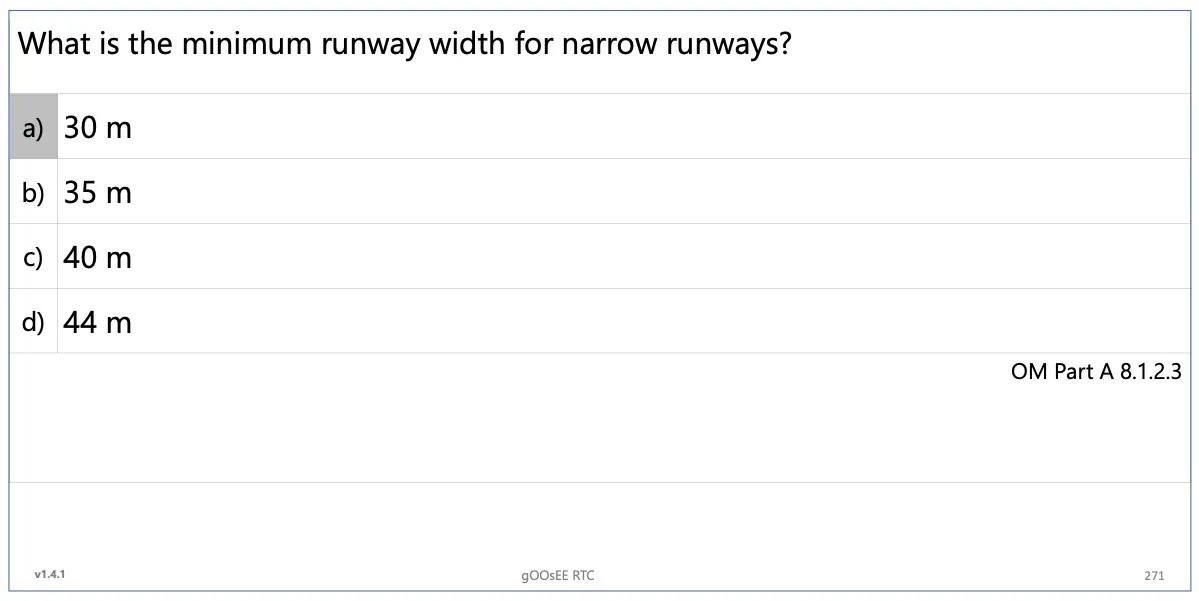 What is the minimum runway width for narrow runways?
a) 30 m
b) 35 m
c) 40 m
d) 44 m
OM Part A 8.1.2.3
v1.4.1 gOOsEE RTC 271